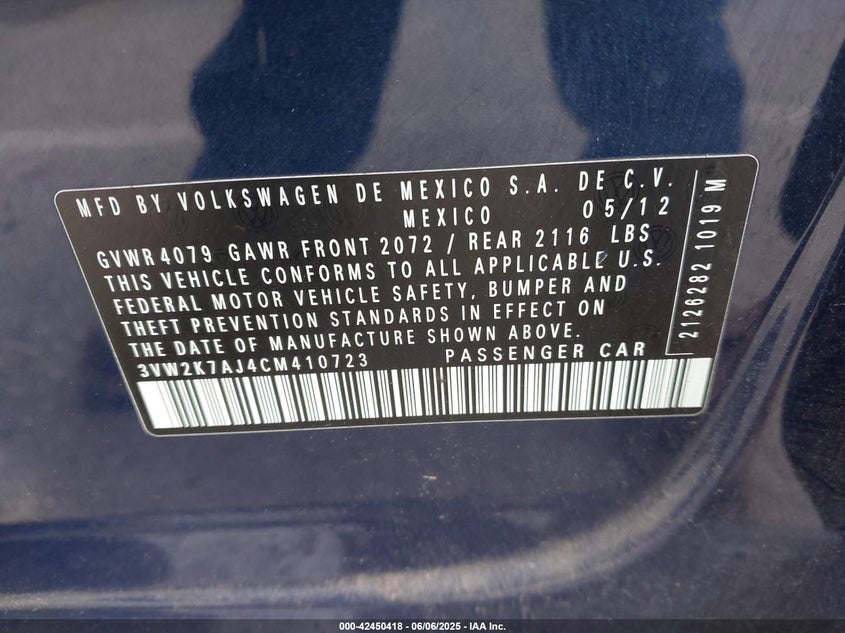 MFD BY VOLKSWAGEN DE MEXICO S.A. DE C.V.
MEXICO 05/12
GVWR 4079 GAWR FRONT 2072 / REAR 2116 LBS
THIS VEHICLE CONFORMS TO ALL APPLICABLE U.S.
FEDERAL MOTOR VEHICLE SAFETY, BUMPER AND
THEFT PREVENTION STANDARDS IN EFFECT ON
THE DATE OF MANUFACTURE SHOWN ABOVE.
3VW2K7AJ4CM410723 PASSENGER CAR
2126282 1019 M
000-42450418 - 06/06/2025 - IAA Inc.